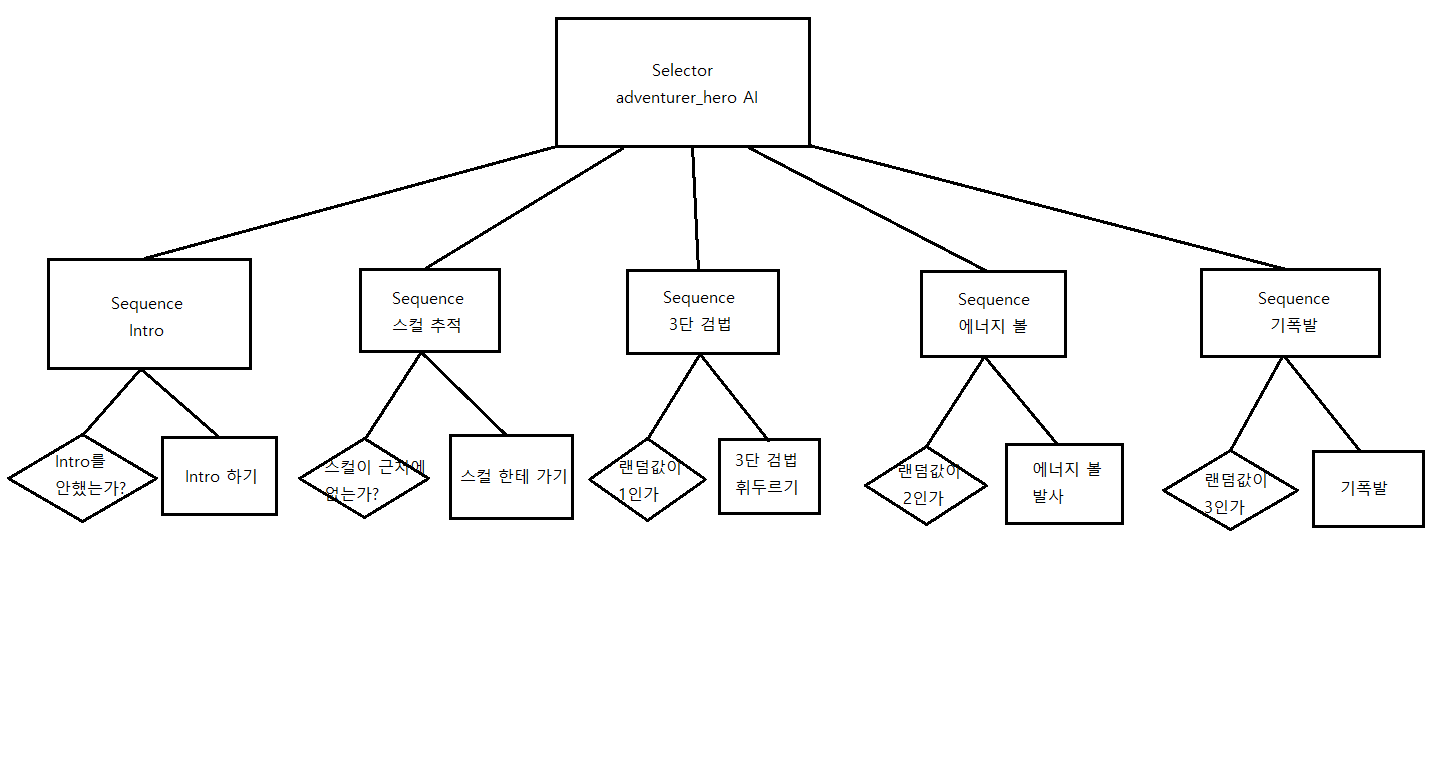 Selector
adventurer_hero AI
Sequence
Intro
Sequence
스컬 추적
Sequence
3단 검법
Sequence
에너지 볼
Sequence
기폭발
Intro를
안했는가?
Intro 하기
스컬이 근처에
없는가?
스컬 한테 가기
랜덤값이
1인가
3단 검법
휘두르기
랜덤값이
2인가
에너지 볼
발사
랜덤값이
3인가
기폭발